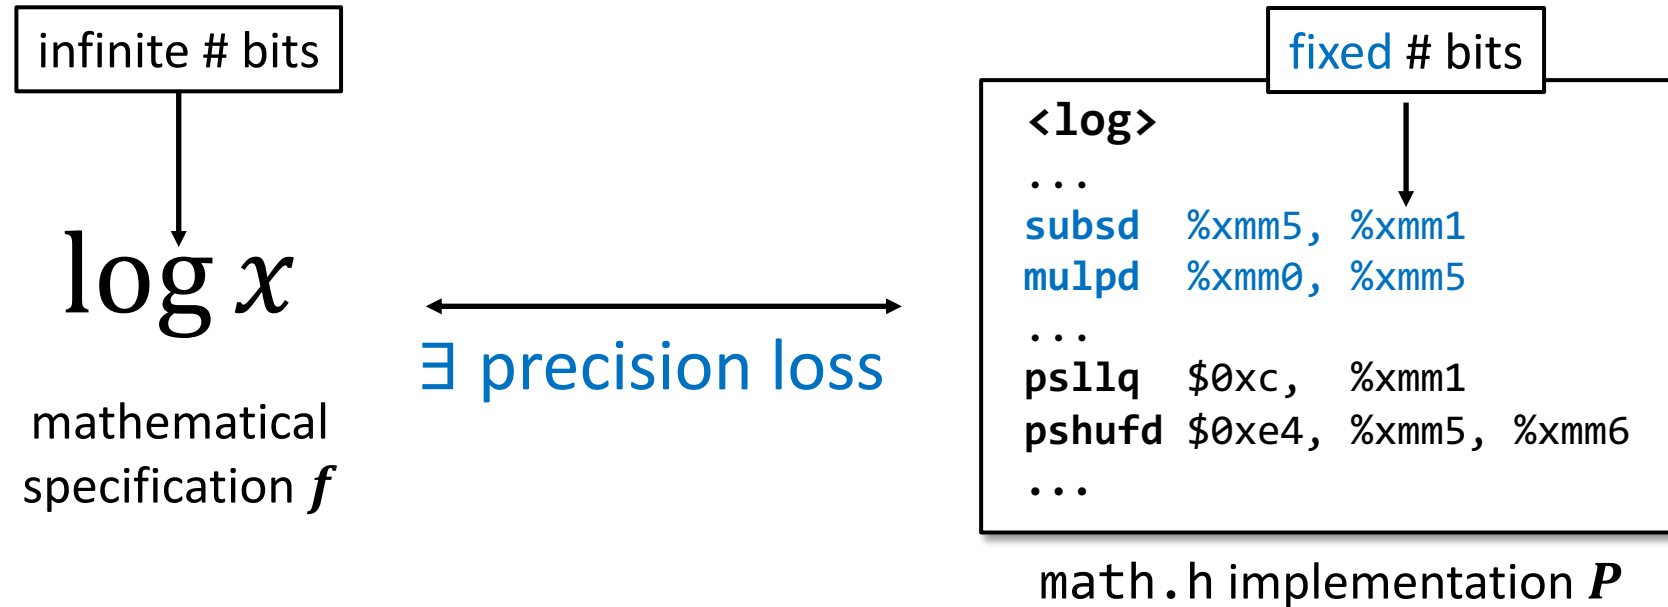 infinite # bits
log x
mathematical
specification f
∃ precision loss
fixed # bits
<log>
...
subsd %xmm5, %xmm1
mulpd %xmm0, %xmm5
...
psllq $0xc, %xmm1
pshufd $0xe4, %xmm5, %xmm6
...
math.h implementation P